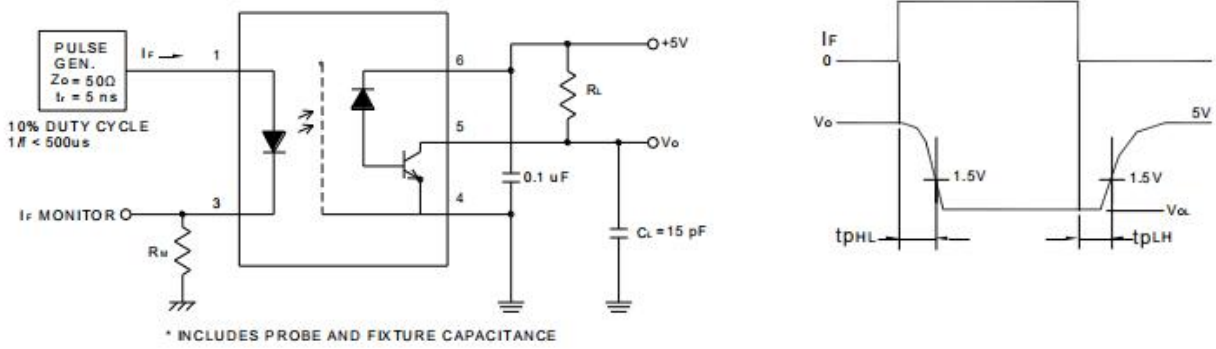 PULSE
GEN.
Zo = 50Ω
tr = 5 ns
10% DUTY CYCLE
1/f < 500us
IF
1
6
+5V
RL
5
Vo
0.1 uF
4
CL = 15 pF
3
IF MONITOR
RM
* INCLUDES PROBE AND FIXTURE CAPACITANCE
IF
0
Vo
5V
1.5V
1.5V
VOL
tpHL
tpLH